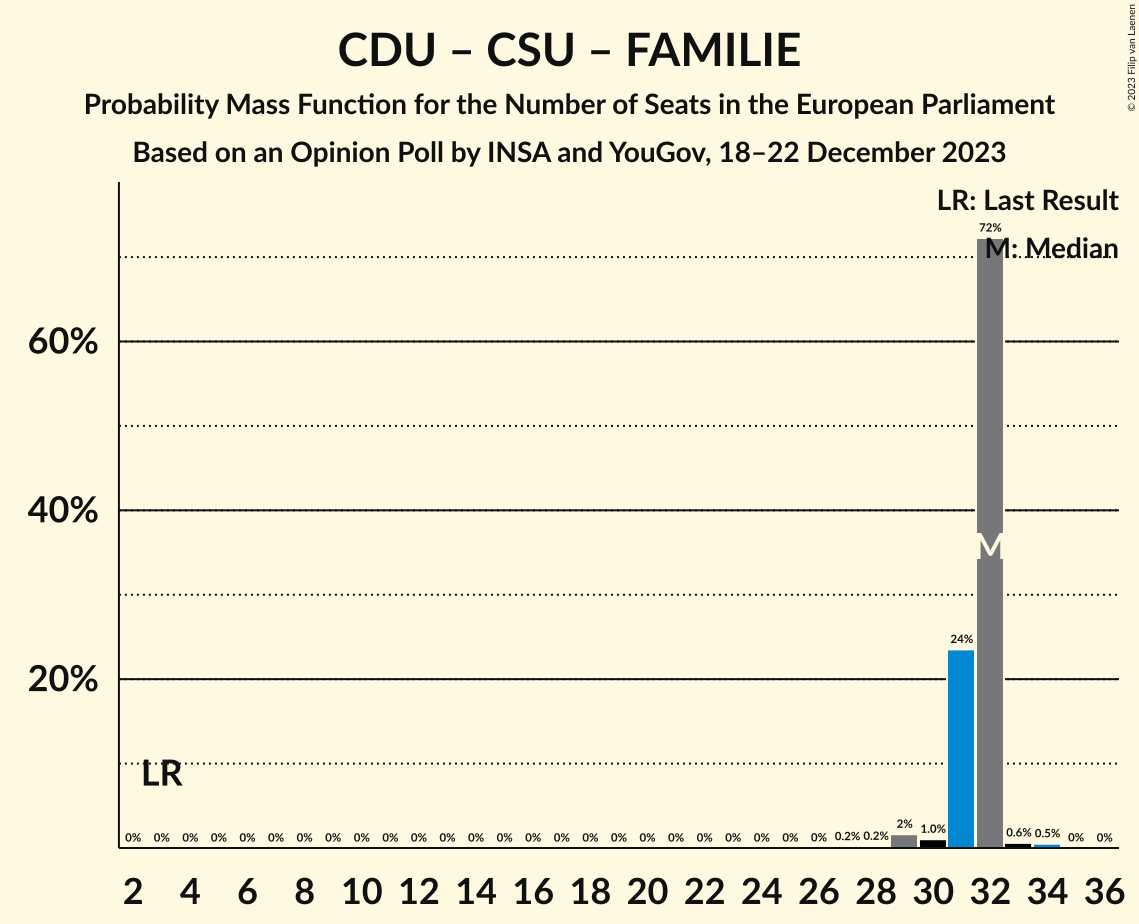 CDU – CSU – FAMILIE
Probability Mass Function for the Number of Seats in the European Parliament
Based on an Opinion Poll by INSA and YouGov, 18–22 December 2023
© 2023 Filip van Laenen
LR: Last Result
M: Median
72%
60%
40%
M
24%
20%
LR
0% 0% 0% 0% 0% 0% 0% 0% 0% 0% 0% 0% 0% 0% 0% 0% 0% 0% 0% 0% 0% 0% 0% 0% 0% 0.2% 0.2% 2% 1.0% 0.6% 0.5% 0% 0%
2 4 6 8 10 12 14 16 18 20 22 24 26 28 30 32 34 36